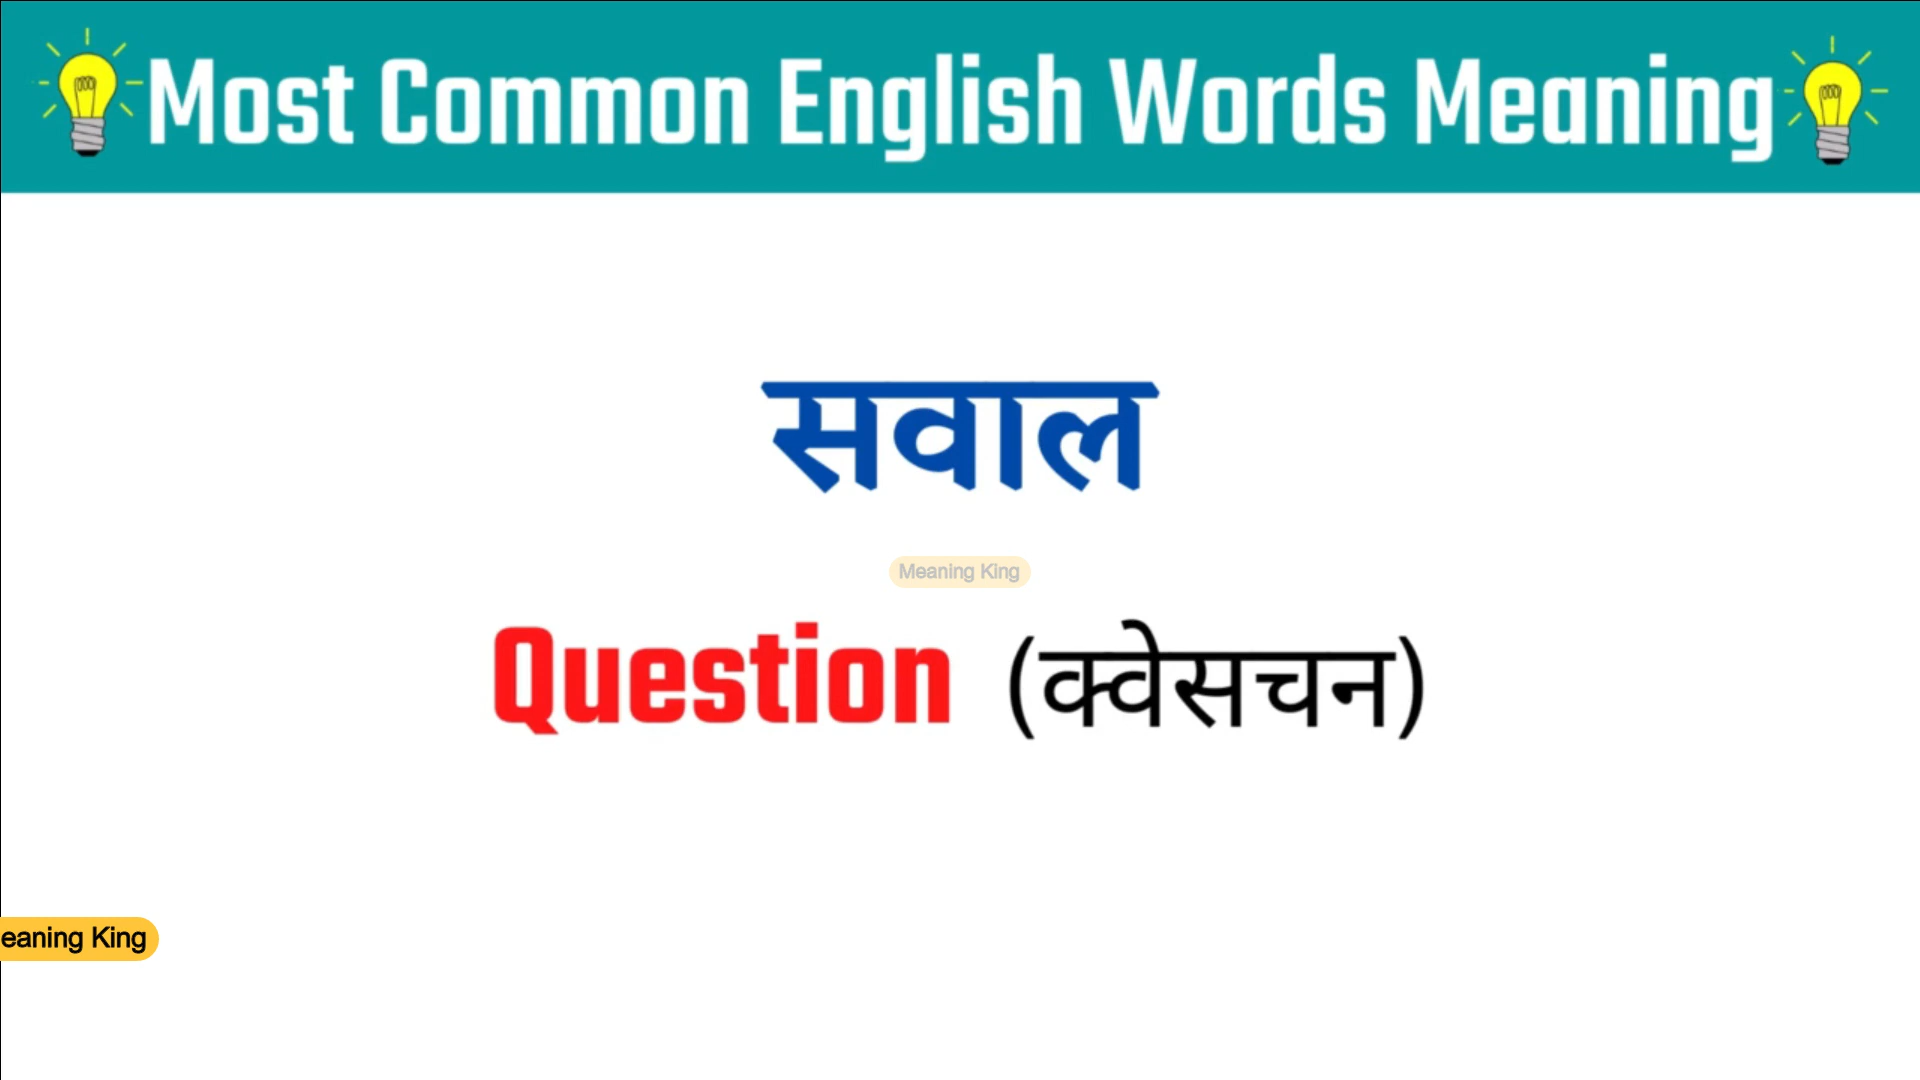 Most Common English Words Meaning
सवाल
Meaning King
Question (क्वेसचन)
eaning King